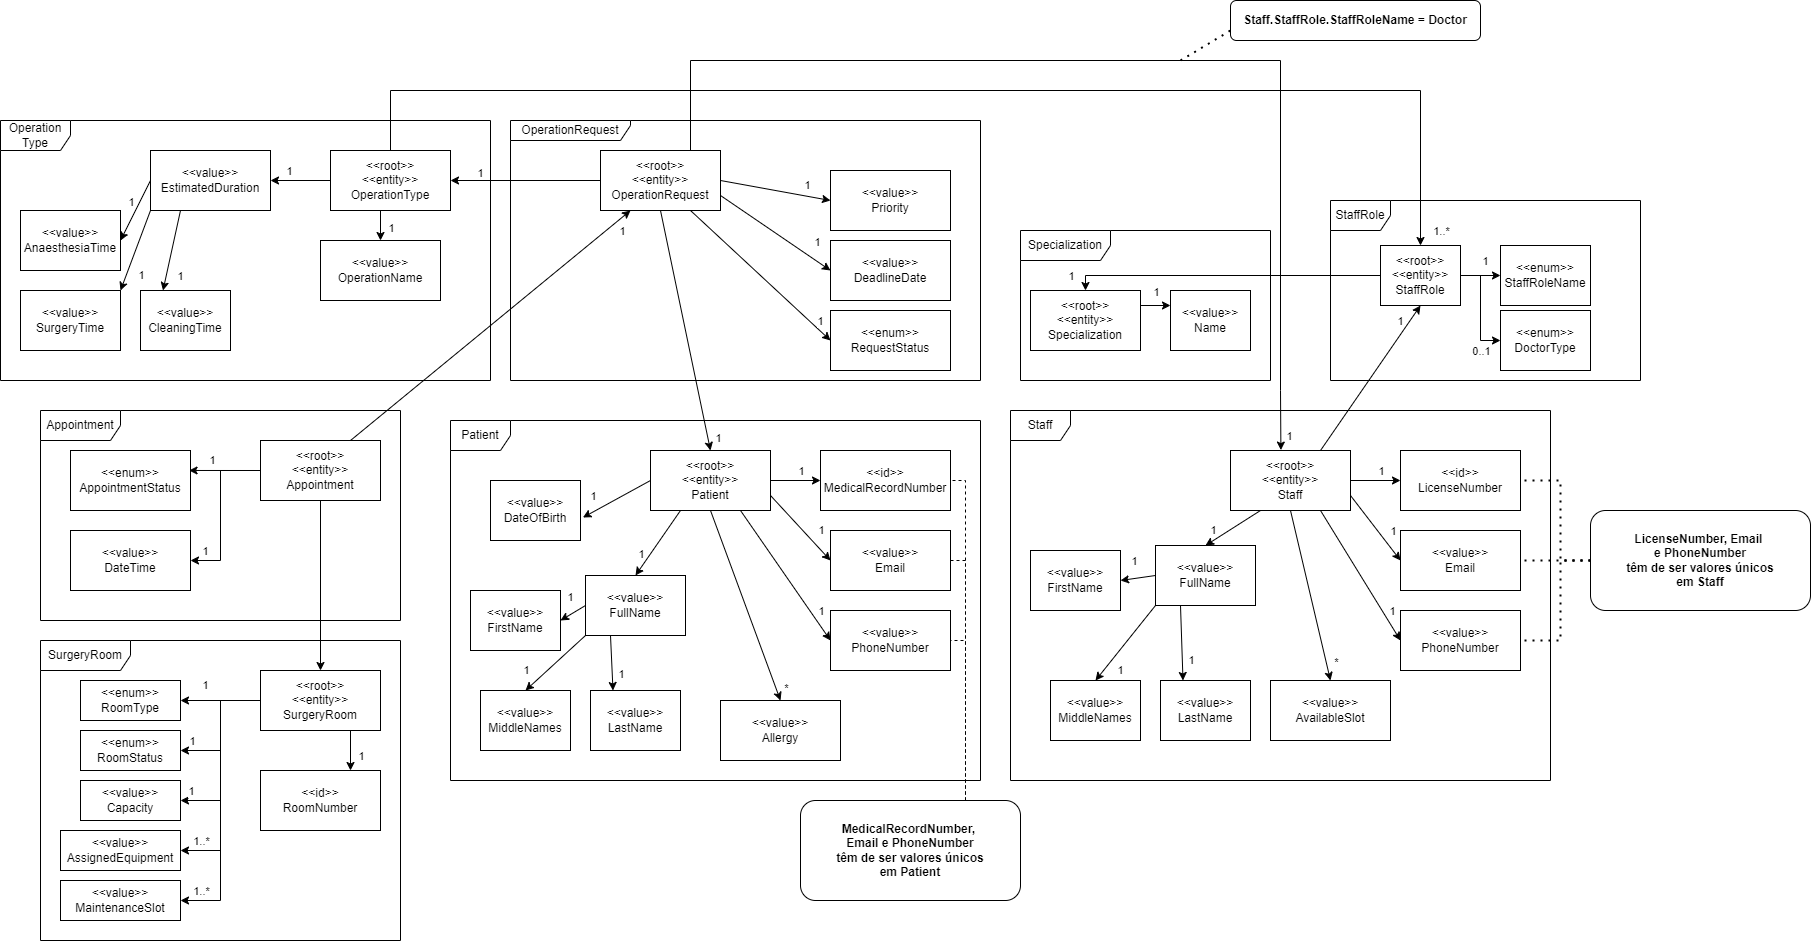 Staff.StaffRole.StaffRoleName = Doctor
Operation
Type
<<value>>
EstimatedDuration
1
<<root>>
<<entity>>
OperationType
1
<<value>>
AnaesthesiaTime
1
<<value>>
SurgeryTime
1
<<value>>
CleaningTime
1
<<value>>
OperationName
1
OperationRequest
<<root>>
<<entity>>
OperationRequest
1
1
<<value>>
Priority
1
<<value>>
DeadlineDate
1
<<enum>>
RequestStatus
Specialization
1
<<root>>
<<entity>>
Specialization
1
<<value>>
Name
StaffRole
1..*
<<root>>
<<entity>>
StaffRole
1
<<enum>>
StaffRoleName
1
0..1
<<enum>>
DoctorType
Appointment
<<root>>
<<entity>>
Appointment
1
<<enum>>
AppointmentStatus
1
<<value>>
DateTime
SurgeryRoom
<<root>>
<<entity>>
SurgeryRoom
1
<<enum>>
RoomType
1
<<enum>>
RoomStatus
1
<<value>>
Capacity
1..*
<<value>>
AssignedEquipment
1..*
<<value>>
MaintenanceSlot
1
<<id>>
RoomNumber
Patient
1
<<root>>
<<entity>>
Patient
1
<<id>>
MedicalRecordNumber
1
<<value>>
DateOfBirth
1
<<value>>
Email
1
<<value>>
FullName
1
<<value>>
FirstName
1
<<value>>
PhoneNumber
1
<<value>>
MiddleNames
1
<<value>>
LastName
*
<<value>>
Allergy
MedicalRecordNumber,
Email e PhoneNumber
têm de ser valores únicos
em Patient
Staff
1
<<root>>
<<entity>>
Staff
1
<<id>>
LicenseNumber
1
<<value>>
Email
1
<<value>>
FullName
1
<<value>>
FirstName
1
<<value>>
PhoneNumber
1
<<value>>
MiddleNames
1
<<value>>
LastName
*
<<value>>
AvailableSlot
LicenseNumber, Email
e PhoneNumber
têm de ser valores únicos
em Staff